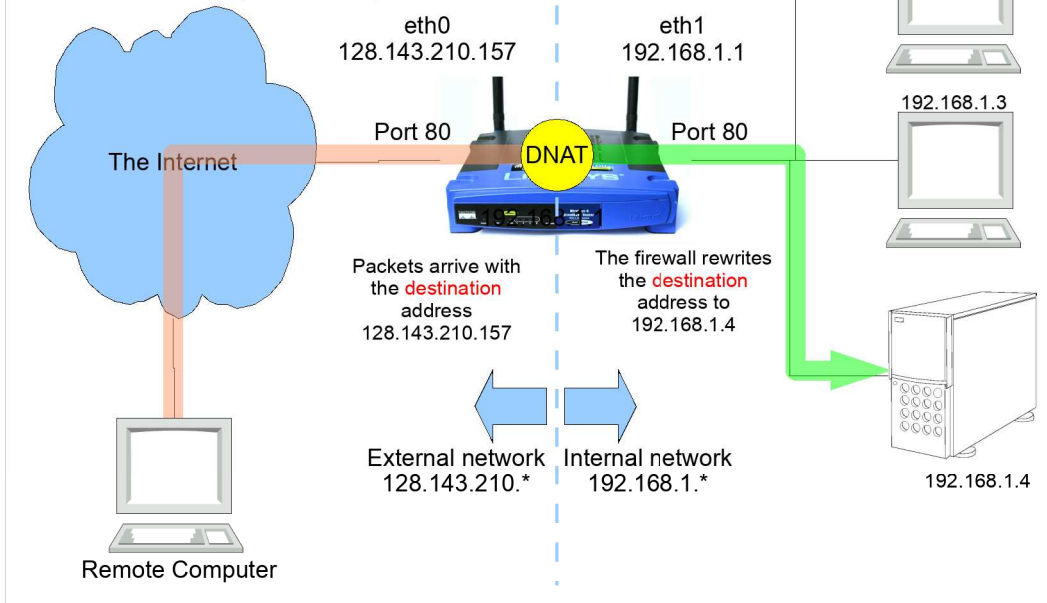 eth0
128.143.210.157
eth1
192.168.1.1
192.168.1.3
Port 80
DNAT
Port 80
The Internet
Packets arrive with
the destination
address
128.143.210.157
The firewall rewrites
the destination
address to
192.168.1.4
External network
128.143.210.*
Internal network
192.168.1.*
192.168.1.4
Remote Computer